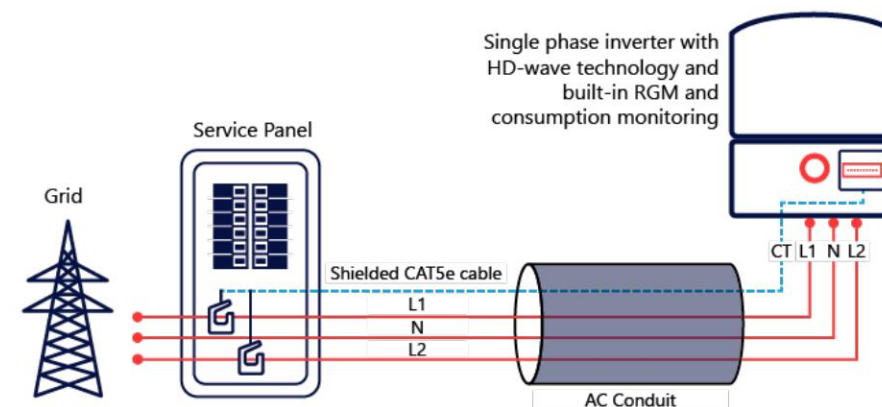 Single phase inverter with
HD-wave technology and
built-in RGM and
consumption monitoring
Service Panel
Grid
CT L1 N L2
Shielded CAT5e cable
L1
N
L2
AC Conduit